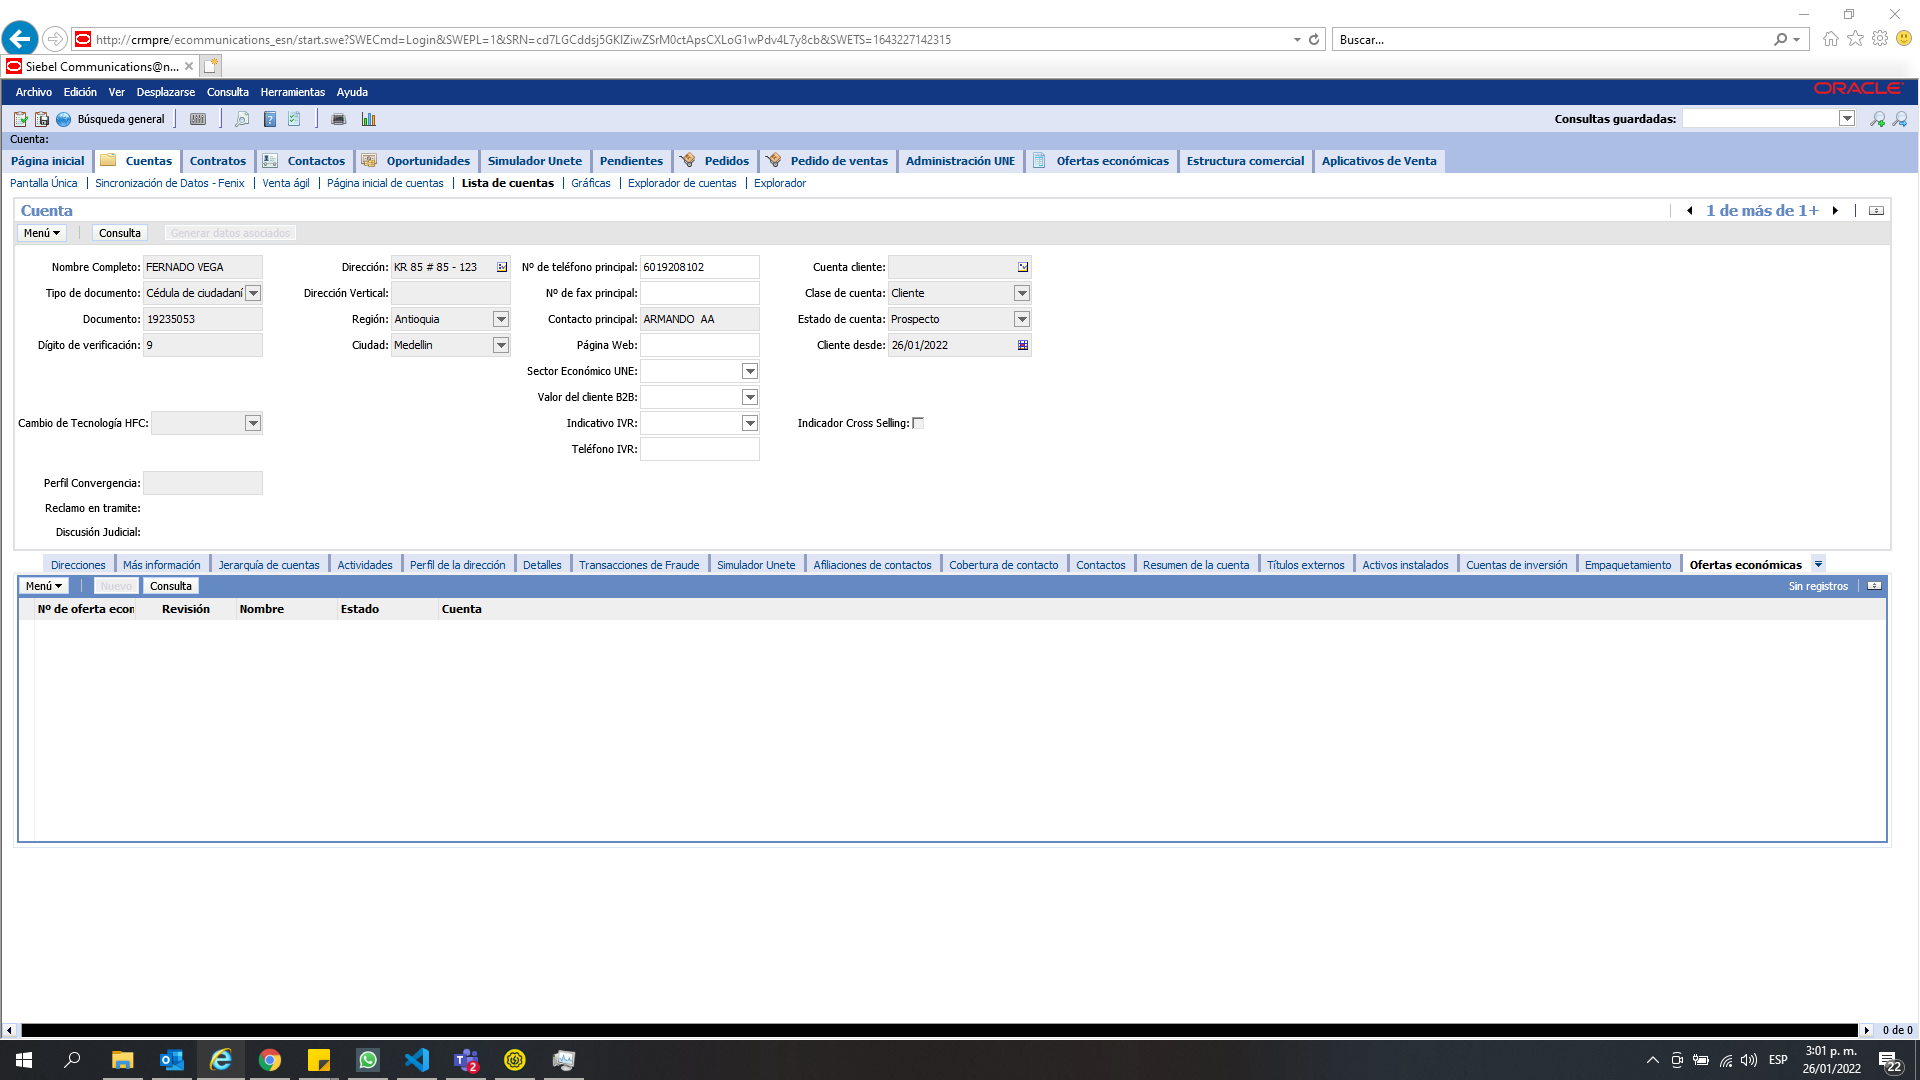 http://crmpre/ecommunications_esn/start.swe?SWECmd=Login&SWEPL=1&SRN=cd7LGCddsj5GKIZiwZSrM0ctApsCXLoG1wPdv4L7y8cb&SWETS=1643227142315
Buscar...
Siebel Communications@n...
Archivo Edición Ver Desplazarse Consulta Herramientas Ayuda
ORACLE
Búsqueda general
Consultas guardadas:
Cuenta:
Página inicial Cuentas Contratos Contactos Oportunidades Simulador Unete Pendientes Pedidos Pedido de ventas Administración UNE Ofertas económicas Estructura comercial Aplicativos de Venta
Pantalla Única Sincronización de Datos - Fenix Venta ágil Página inicial de cuentas Lista de cuentas Gráficas Explorador de cuentas Explorador
Cuenta
1 de más de 1+
Menú Consulta Generar datos asociados
Nombre Completo: FERNADO VEGA Dirección: KR 85 # 85 - 123 Nº de teléfono principal: 6019208102 Cuenta cliente:
Tipo de documento: Cédula de ciudadaní Dirección Vertical: Nº de fax principal: Clase de cuenta: Cliente
Documento: 19235053 Región: Antioquia Contacto principal: ARMANDO AA Estado de cuenta: Prospecto
Dígito de verificación: 9 Ciudad: Medellin Página Web: Cliente desde: 26/01/2022
Sector Económico UNE:
Valor del cliente B2B:
Cambio de Tecnología HFC: Indicativo IVR: Indicador Cross Selling:
Teléfono IVR:
Perfil Convergencia:
Reclamo en tramite:
Discusión Judicial:
Direcciones Más información Jerarquía de cuentas Actividades Perfil de la dirección Detalles Transacciones de Fraude Simulador Unete Afiliaciones de contactos Cobertura de contacto Contactos Resumen de la cuenta Títulos externos Activos instalados Cuentas de inversión Empaquetamiento Ofertas económicas
Menú Nuevo Consulta Sin registros
Nº de oferta econ Revisión Nombre Estado Cuenta
0 de 0
2
ESP
3:01 p. m.
26/01/2022
22